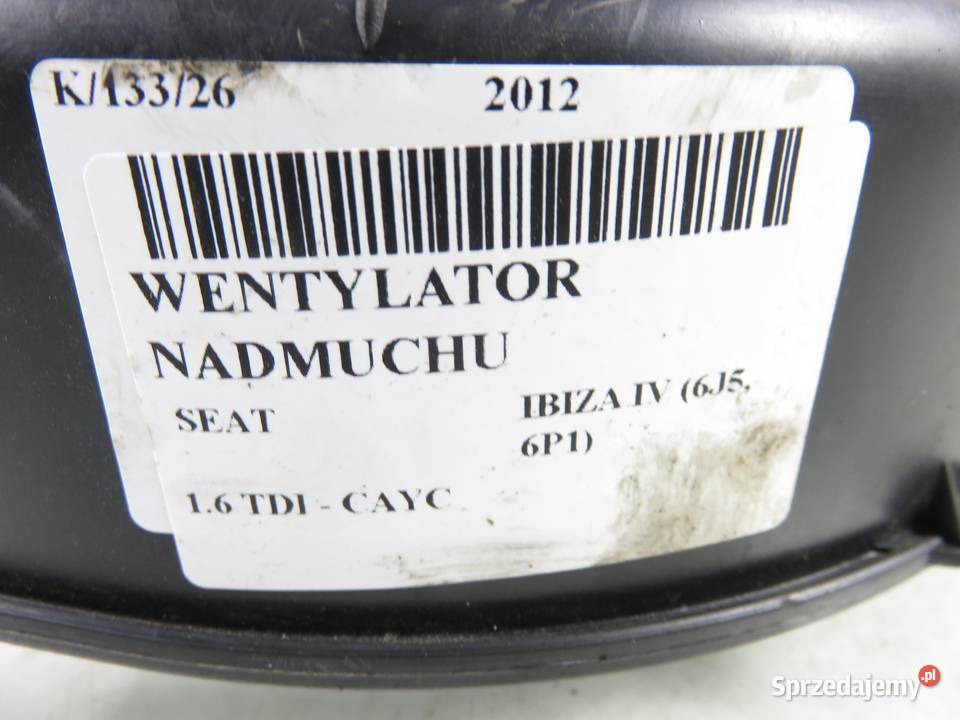 K/133/26 2012
WENTYLATOR
NADMUCHU
SEAT IBIZA IV (6J5, 6P1)
1.6 TDI - CAYC
Sprzedajemy.pl